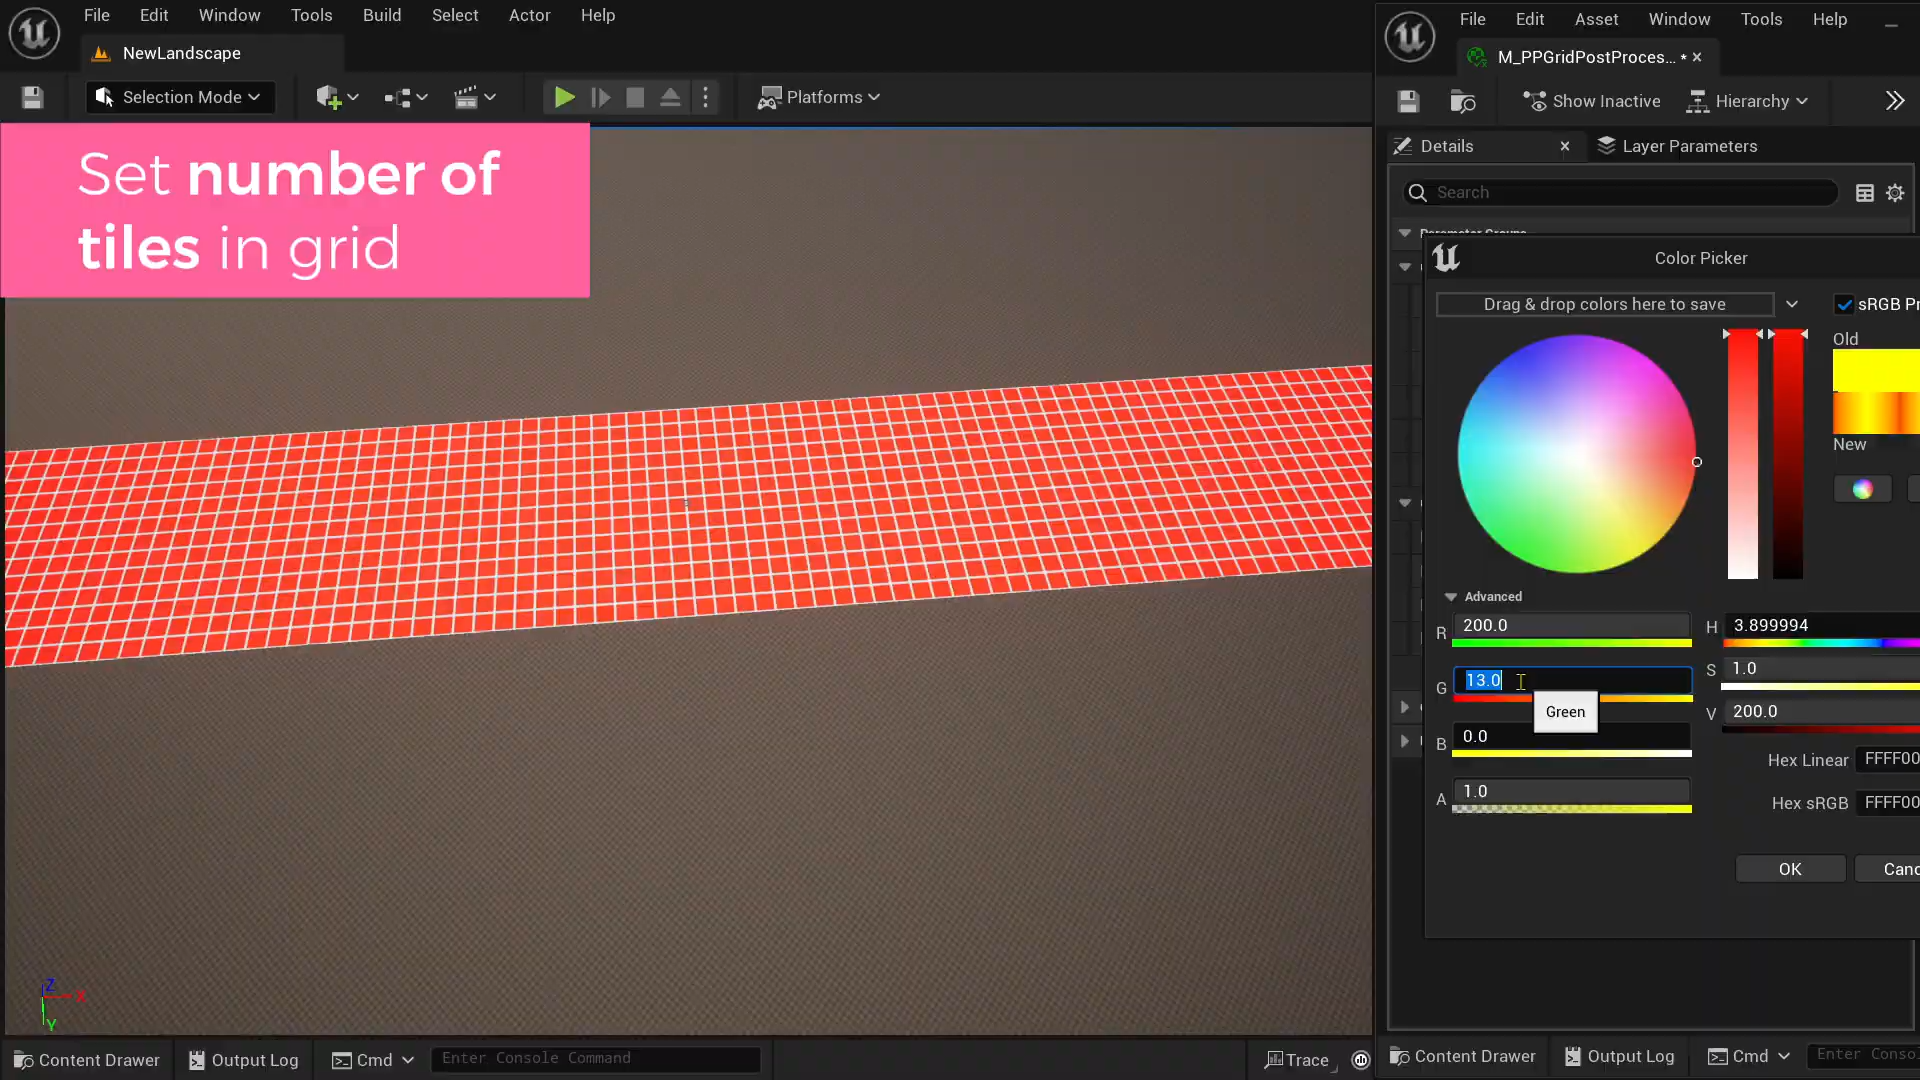 File Edit Window Tools Build Select Actor Help
NewLandscape
Selection Mode
Platforms
Set number of
tiles in grid
Z
X
Y
Content Drawer Output Log Cmd Enter Console Command Trace
File Edit Asset Window Tools Help
M_PPGridPostProces... •
Show Inactive Hierarchy
Details Layer Parameters
Search
Color Picker
Drag & drop colors here to save sRGB Pr
Old
New
Advanced
R 200.0 H 3.899994
G 13.0 S 1.0
Green
V 200.0
B 0.0
Hex Linear FFFF00
A 1.0
Hex sRGB FFFF00
OK Canc
Content Drawer Output Log Cmd Enter Conso